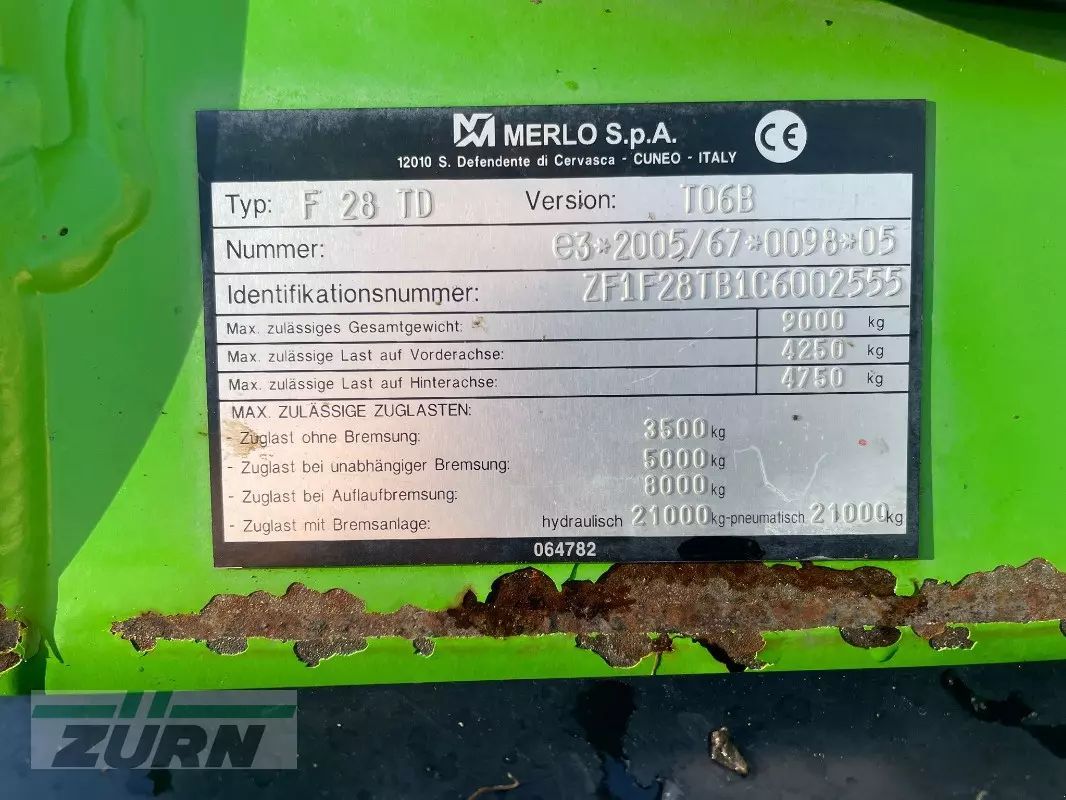 MERLO S.p.A.
CE
12010 S. Defendente di Cervasca - CUNEO - ITALY
Typ: F 28 TD Version: T06B
Nummer: e3*2005/67*0098*05
Identifikationsnummer: ZF1F28TB1C6002555
Max. zulässiges Gesamtgewicht: 9000 kg
Max. zulässige Last auf Vorderachse: 4250 kg
Max. zulässige Last auf Hinterachse: 4750 kg
MAX. ZULÄSSIGE ZUGLASTEN:
- Zuglast ohne Bremsung: 3500 kg
- Zuglast bei unabhängiger Bremsung: 5000 kg
- Zuglast bei Auflaufbremsung: 8000 kg
- Zuglast mit Bremsanlage: hydraulisch 21000 kg-pneumatisch 21000 kg
064782
ZÜRN